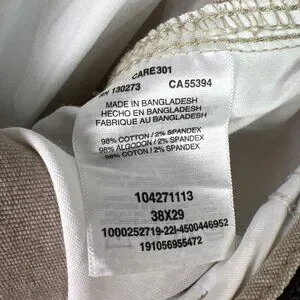 CARE301
RN 130273 CA55394
MADE IN BANGLADESH
HECHO EN BANGLADESH
FABRIQUE AU BANGLADESH
98% COTTON / 2% SPANDEX
98% ALGODON / 2% SPANDEX
98% COTTON / 2% SPANDEX
104271113
38X29
1000252719-22I-4500446952
191056955472